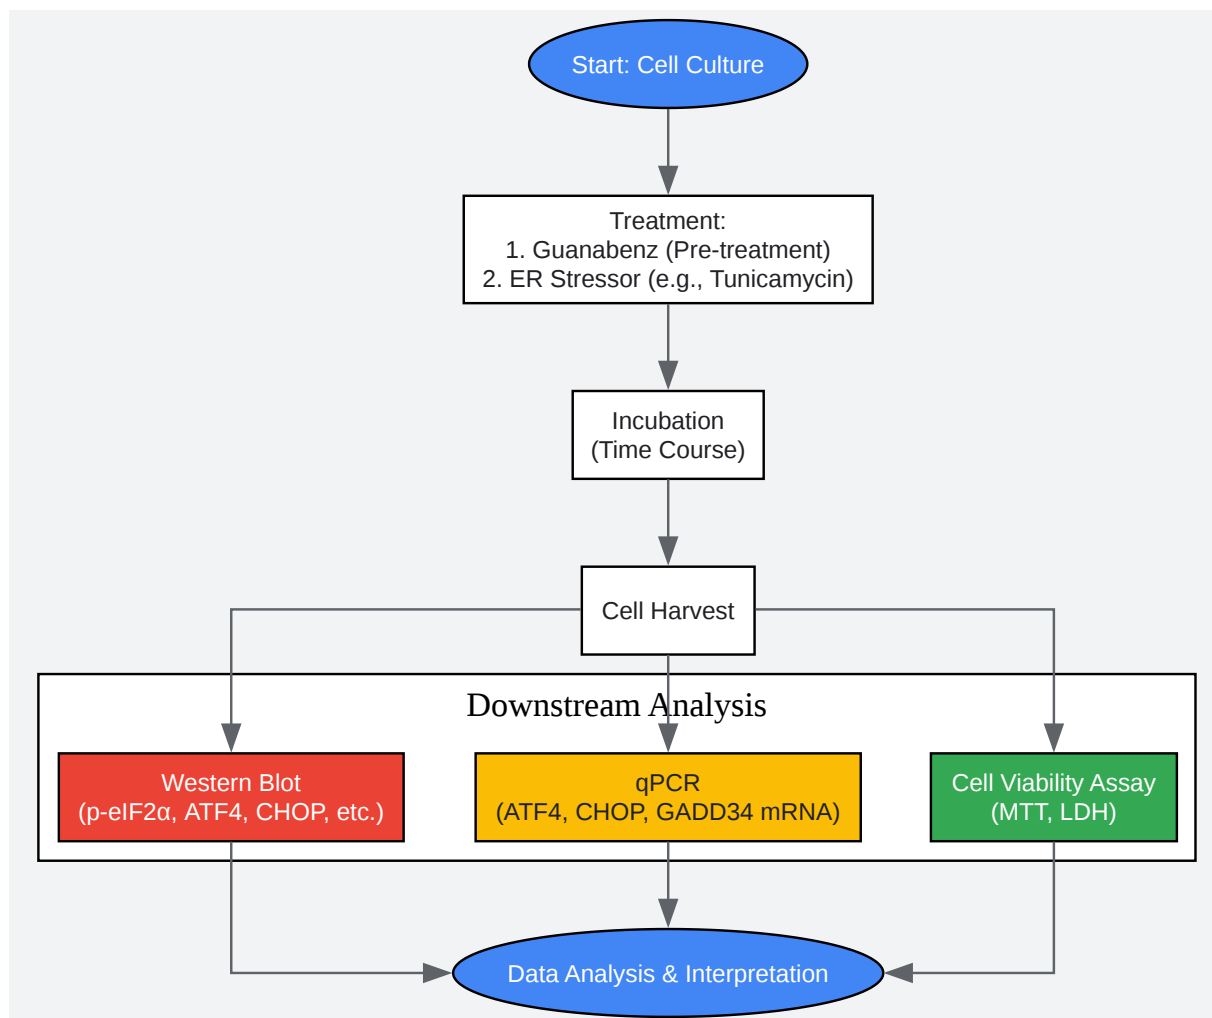 Start: Cell Culture
Treatment:
1. Guanabenz (Pre-treatment)
2. ER Stressor (e.g., Tunicamycin)
Incubation
(Time Course)
Cell Harvest
Downstream Analysis
Western Blot
(p-eIF2α, ATF4, CHOP, etc.)
qPCR
(ATF4, CHOP, GADD34 mRNA)
Cell Viability Assay
(MTT, LDH)
Data Analysis & Interpretation